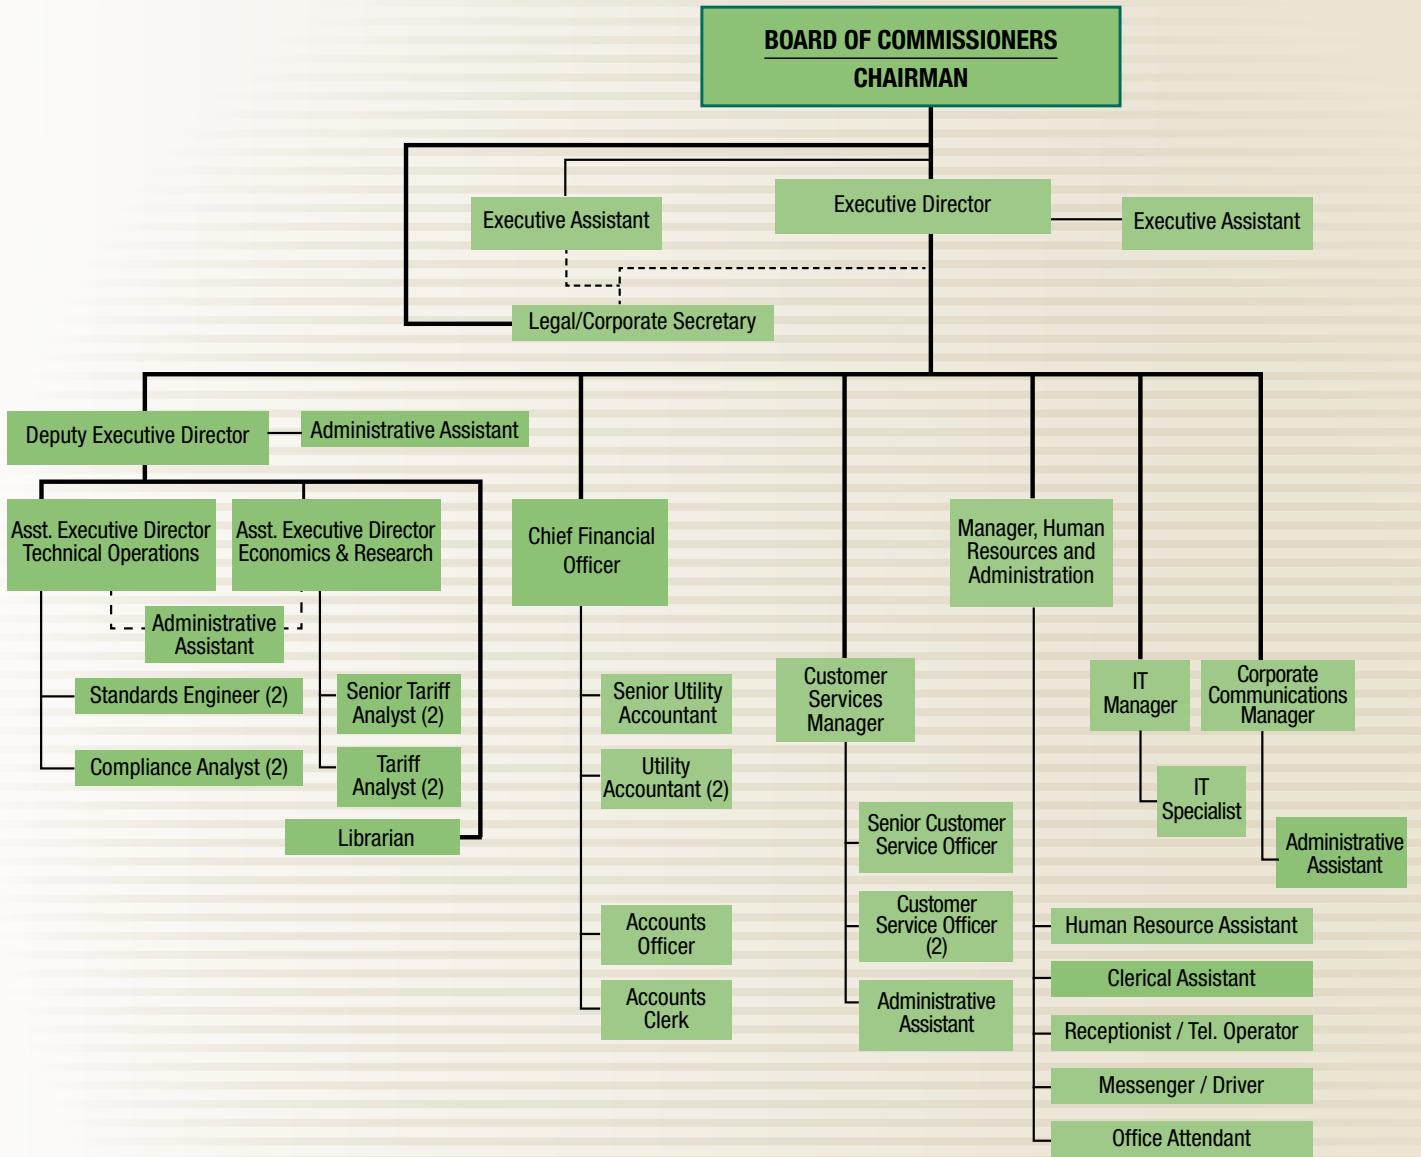 BOARD OF COMMISSIONERS
CHAIRMAN
Executive Assistant
Executive Director
Executive Assistant
Legal/Corporate Secretary
Deputy Executive Director
Administrative Assistant
Asst. Executive Director
Technical Operations
Asst. Executive Director
Economics & Research
Administrative
Assistant
Standards Engineer (2)
Compliance Analyst (2)
Senior Tariff
Analyst (2)
Tariff
Analyst (2)
Librarian
Chief Financial
Officer
Senior Utility
Accountant
Utility
Accountant (2)
Accounts
Officer
Accounts
Clerk
Customer
Services
Manager
Senior Customer
Service Officer
Customer
Service Officer
(2)
Administrative
Assistant
Manager, Human
Resources and
Administration
Human Resource Assistant
Clerical Assistant
Receptionist / Tel. Operator
Messenger / Driver
Office Attendant
IT
Manager
IT
Specialist
Corporate
Communications
Manager
Administrative
Assistant